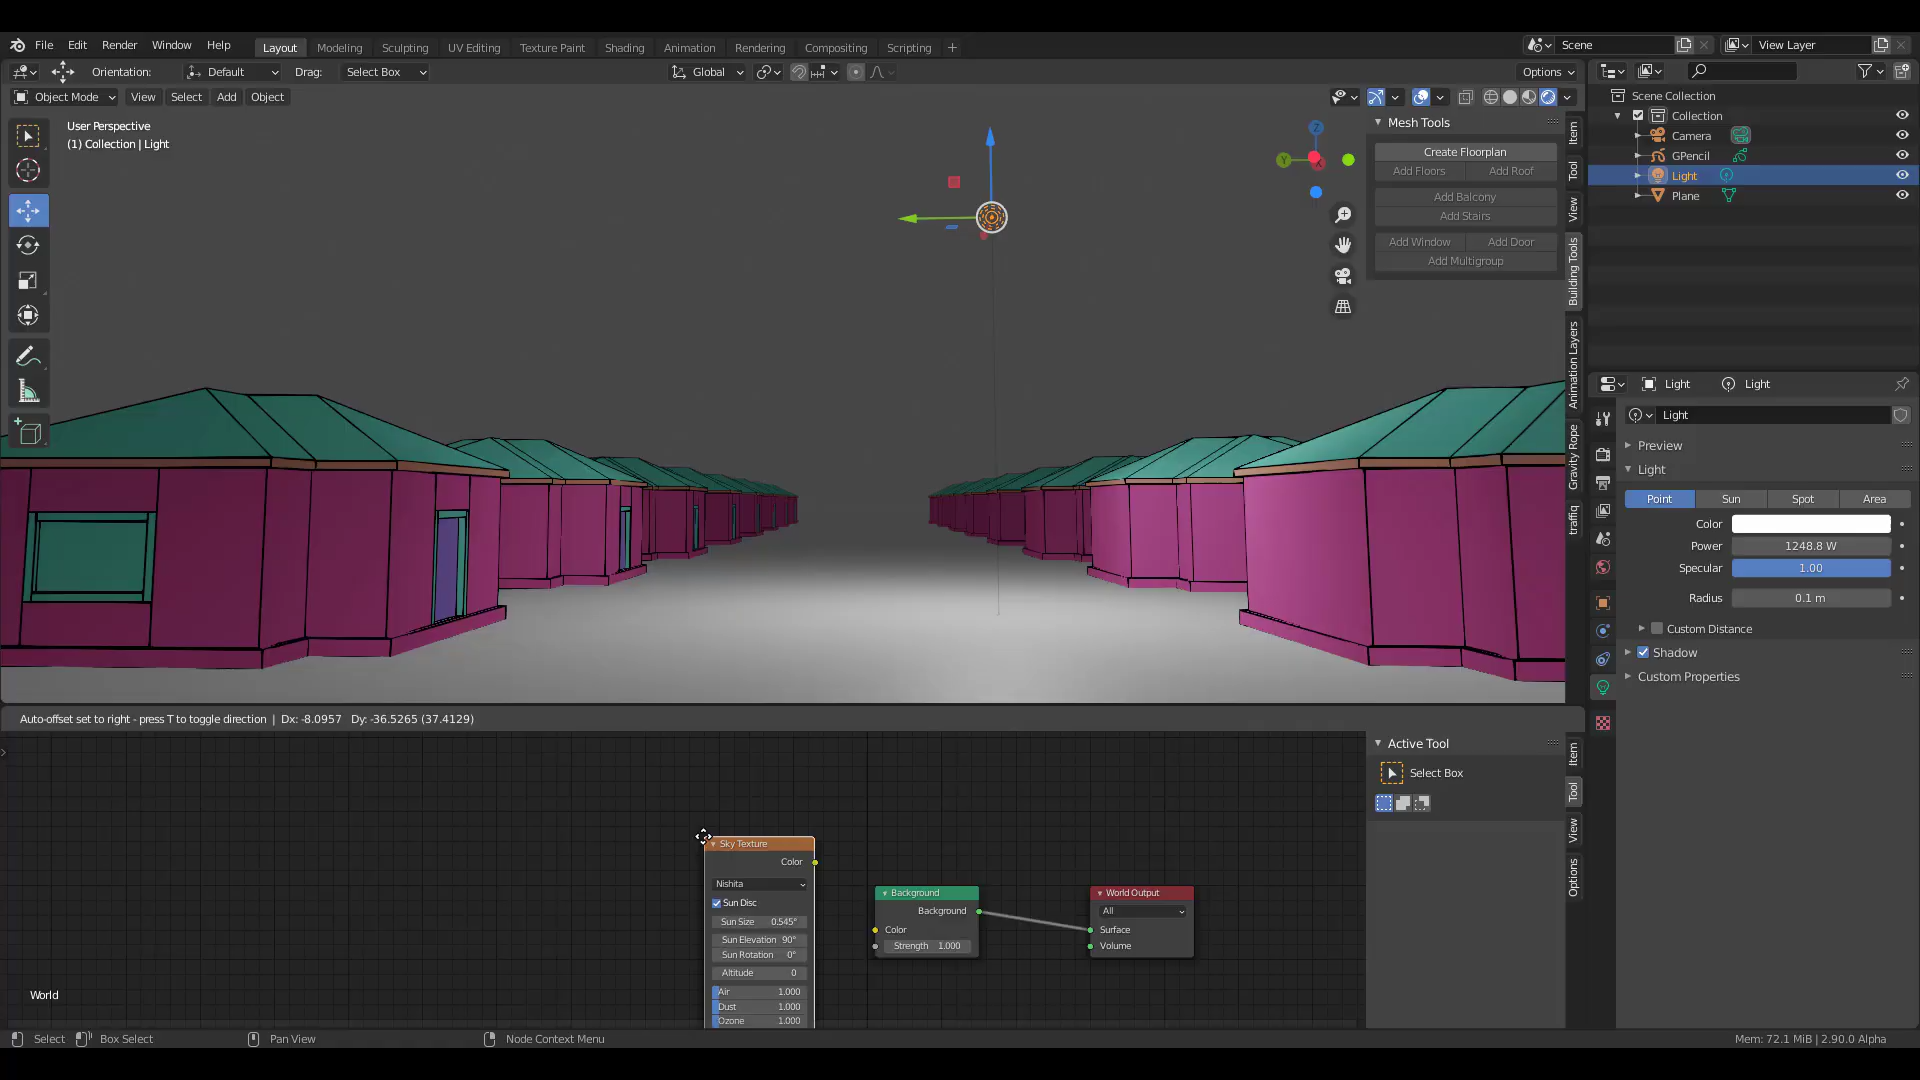 File Edit Render Window Help Layout Modeling Sculpting UV Editing Texture Paint Shading Animation Rendering Compositing Scripting + Scene View Layer
Orientation: Default Drag: Select Box Global Options
Object Mode View Select Add Object
User Perspective
(1) Collection | Light
Mesh Tools
Create Floorplan
Add Floors Add Roof
Add Balcony
Add Stairs
Add Window Add Door
Add Multigroup
Z
Y
X
Item
Tool
View
Building Tools
Animation Layers
Gravity Rope
traffiq
Scene Collection
Collection
Camera
GPencil
Light
Plane
Light Light
Light
Preview
Light
Point Sun Spot Area
Color
Power 1248.8 W
Specular 1.00
Radius 0.1 m
Custom Distance
Shadow
Custom Properties
Auto-offset set to right - press T to toggle direction | Dx: -8.0957 Dy: -36.5265 (37.4129)
Active Tool
Select Box
Item
Tool
View
Options
Sky Texture
Color
Nishita
Sun Disc
Sun Size 0.545°
Sun Elevation 90°
Sun Rotation 0°
Altitude 0
Air 1.000
Dust 1.000
Ozone 1.000
Background
Background
Color
Strength 1.000
World Output
All
Surface
Volume
World
Select Box Select Pan View Node Context Menu Mem: 72.1 MiB | 2.90.0 Alpha